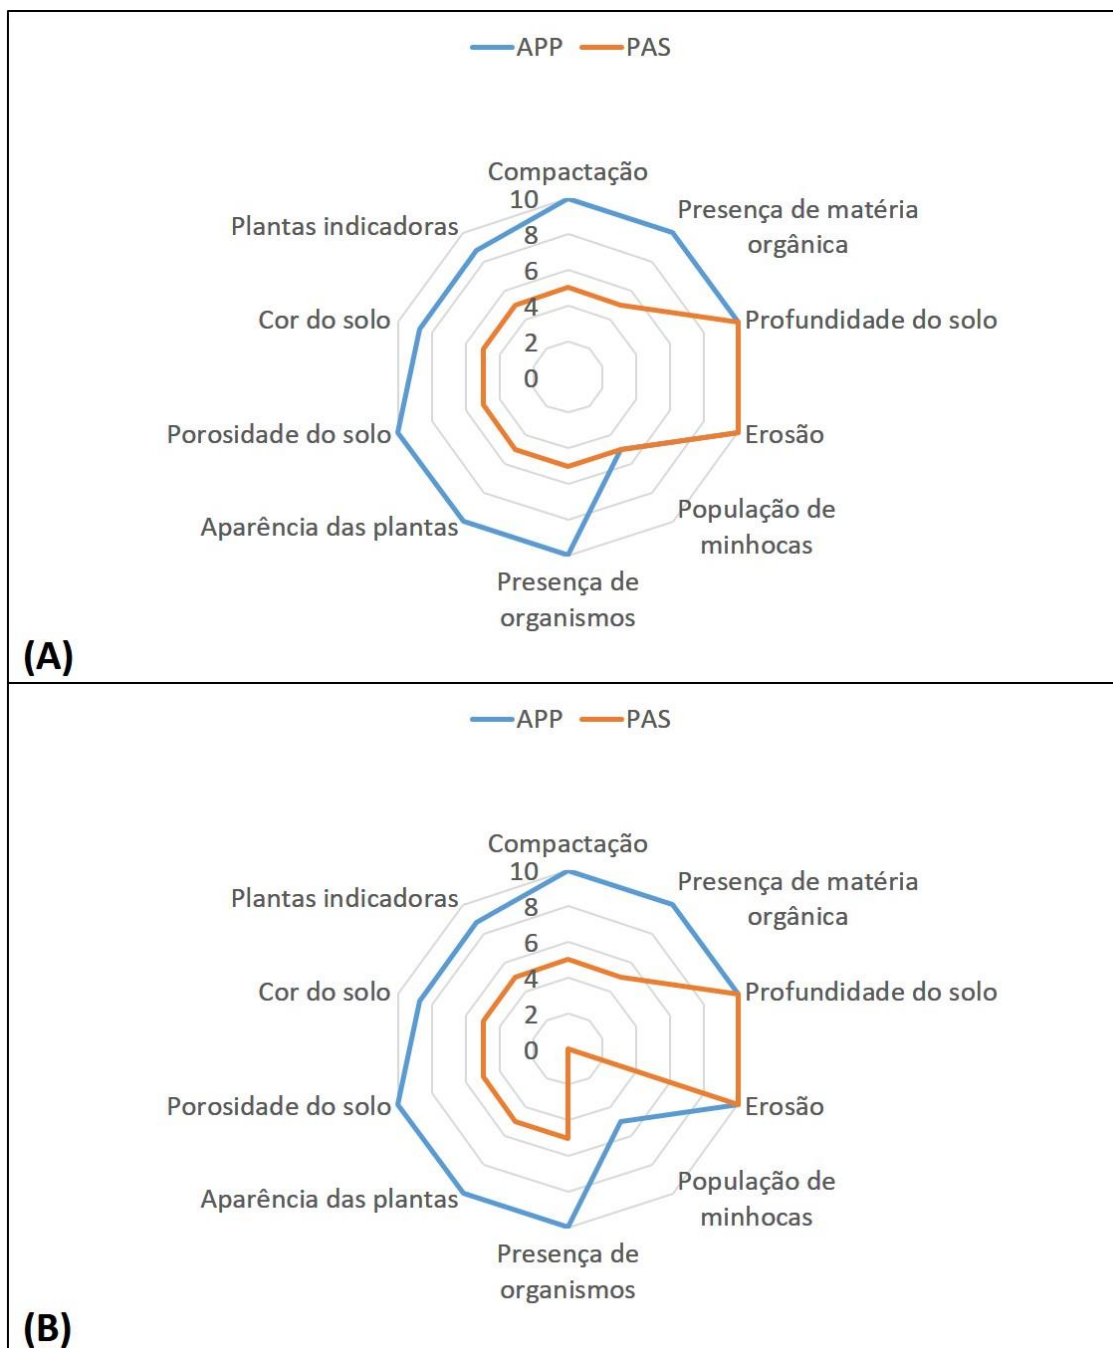 APP PAS
Compactação
10
Presença de matéria
orgânica
Plantas indicadoras
8
6
Cor do solo
Profundidade do solo
4
2
0
Porosidade do solo
Erosão
População de
minhocas
Aparência das plantas
Presença de
organismos
(A)
APP PAS
Compactação
10
Presença de matéria
orgânica
Plantas indicadoras
8
6
Cor do solo
Profundidade do solo
4
2
0
Porosidade do solo
Erosão
População de
minhocas
Aparência das plantas
Presença de
organismos
(B)